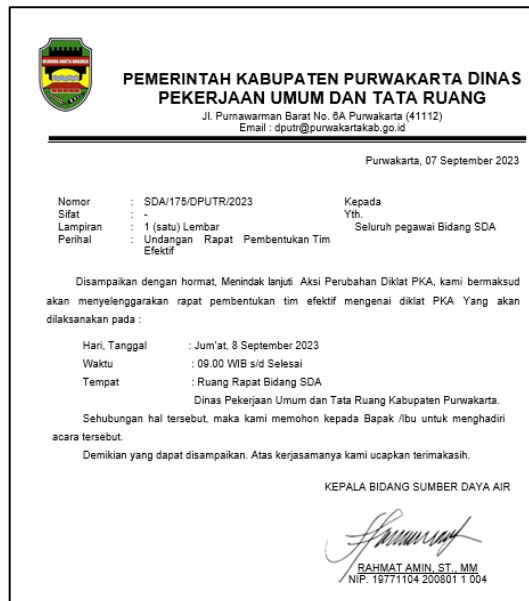 PEMERINTAH KABUPATEN PURWAKARTA DINAS
PEKERJAAN UMUM DAN TATA RUANG
Jl. Purnawarman Barat No. 6A Purwakarta (41112)
Email : dputr@purwakartakab.go.id
Purwakarta, 07 September 2023
Nomor : SDA/175/DPUTR/2023
Sifat : -
Lampiran : 1 (satu) Lembar
Perihal : Undangan Rapat Pembentukan Tim
Efektif
Kepada
Yth.
Seluruh pegawai Bidang SDA
Disampaikan dengan hormat, Menindak lanjuti Aksi Perubahan Diklat PKA, kami bermaksud
akan menyelenggarakan rapat pembentukan tim efektif mengenai diklat PKA Yang akan
dilaksanakan pada :
Hari, Tanggal : Jum'at, 8 September 2023
Waktu : 09.00 WIB s/d Selesai
Tempat : Ruang Rapat Bidang SDA
Dinas Pekerjaan Umum dan Tata Ruang Kabupaten Purwakarta.
Sehubungan hal tersebut, maka kami memohon kepada Bapak /Ibu untuk menghadiri
acara tersebut.
Demikian yang dapat disampaikan. Atas kerjasamanya kami ucapkan terimakasih.
KEPALA BIDANG SUMBER DAYA AIR
RAHMAT AMIN, ST., MM
NIP. 19771104 200801 1 004